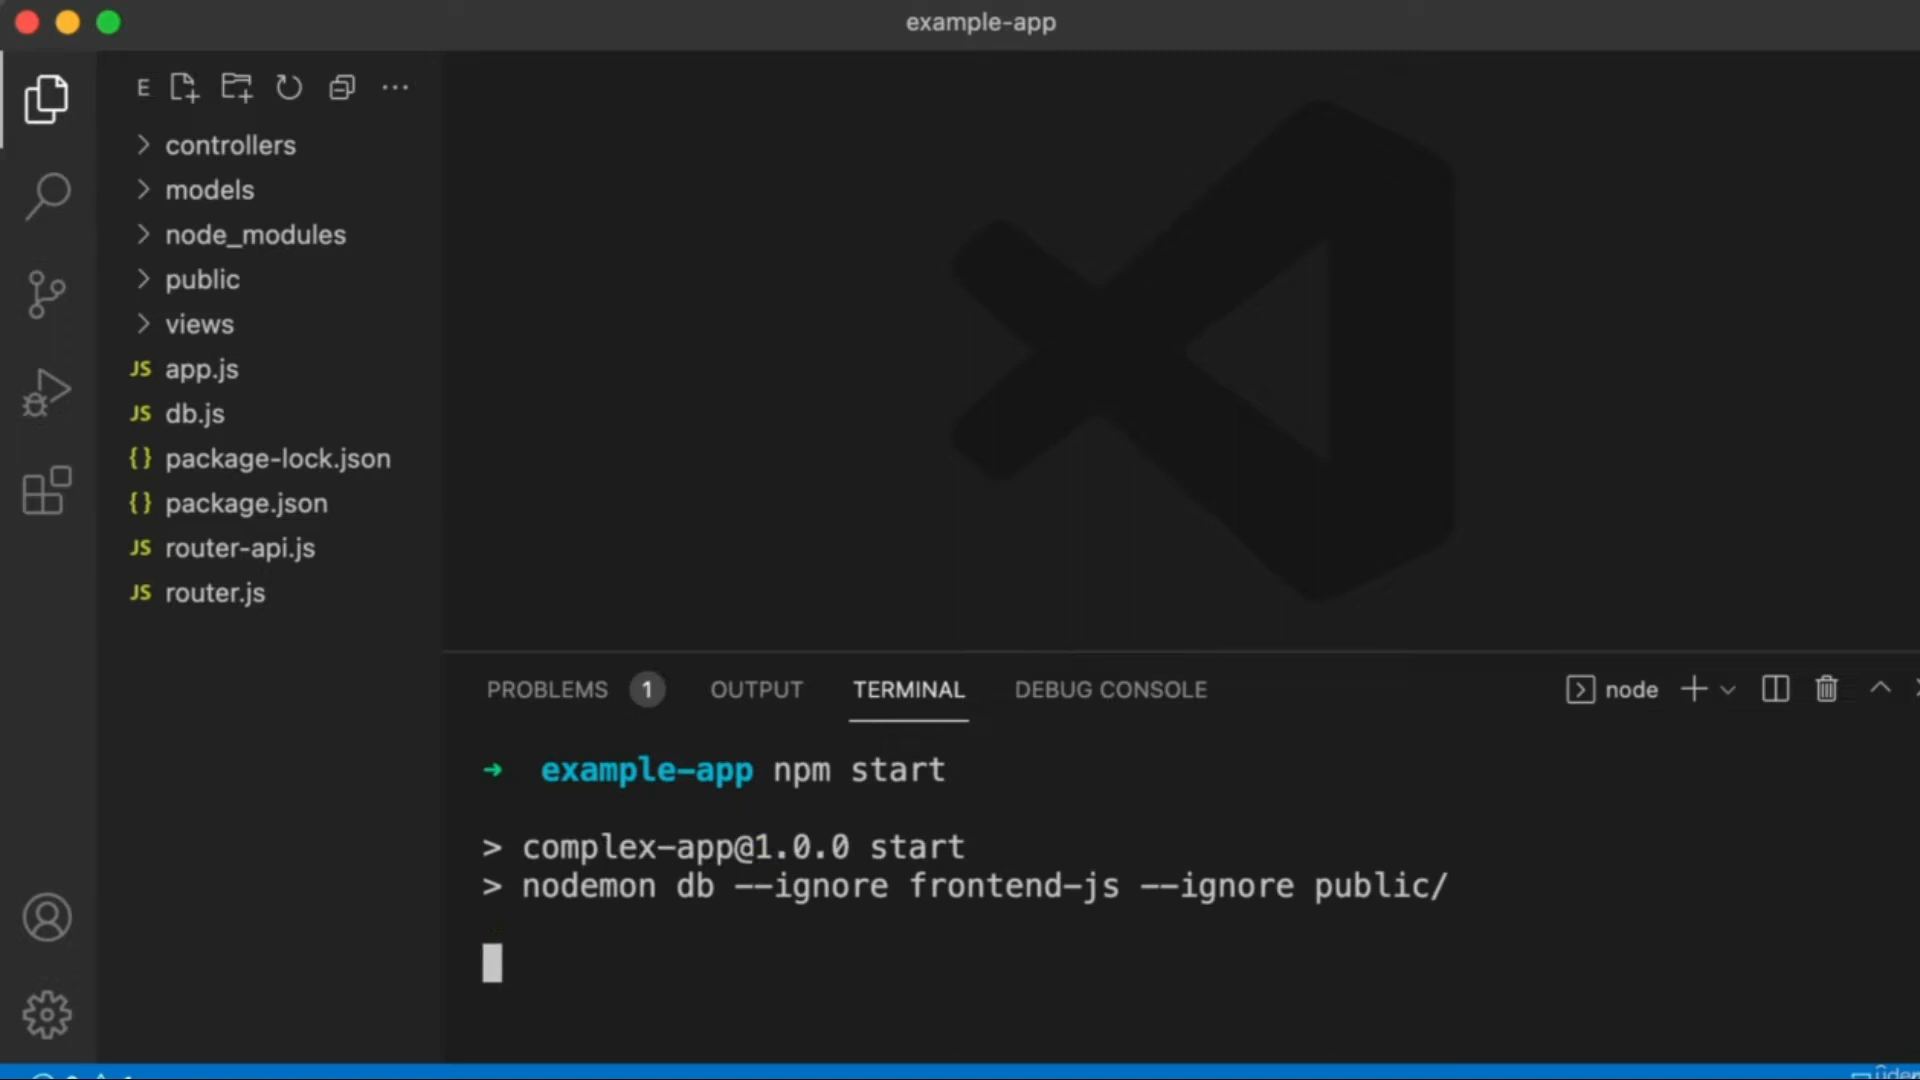 example-app
E
controllers
models
node_modules
public
views
JS app.js
JS db.js
{} package-lock.json
{} package.json
JS router-api.js
JS router.js
PROBLEMS 1 OUTPUT TERMINAL DEBUG CONSOLE node
➜ example-app npm start
> complex-app@1.0.0 start
> nodemon db --ignore frontend-js --ignore public/